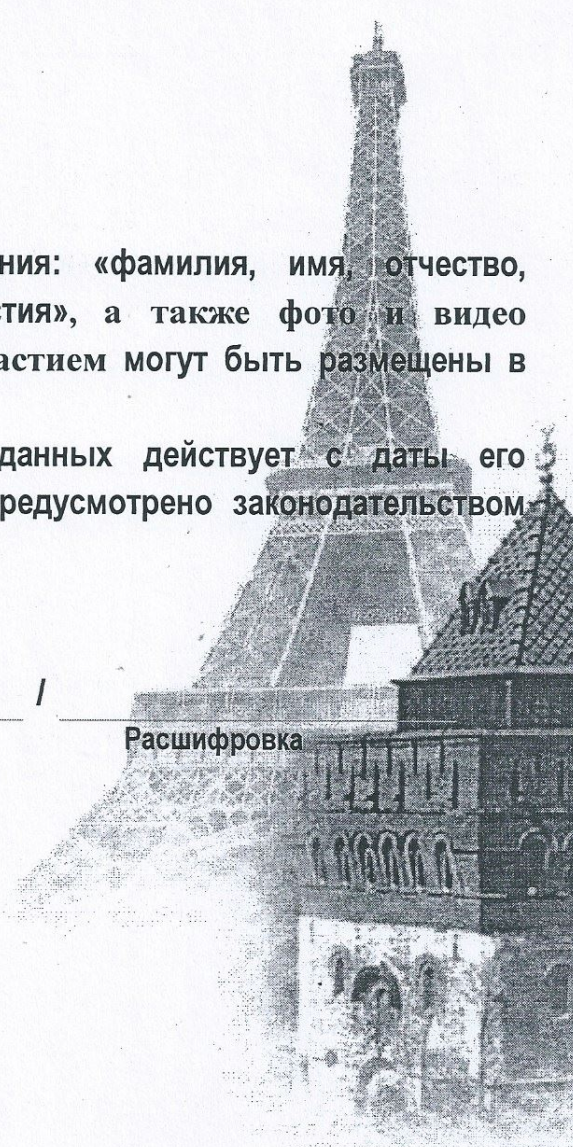 ния: «фамилия, имя, отчество,
стия», а также фото и видео
астием могут быть размещены в
данных действует с даты его
редусмотрено законодательством
/
Расшифровка